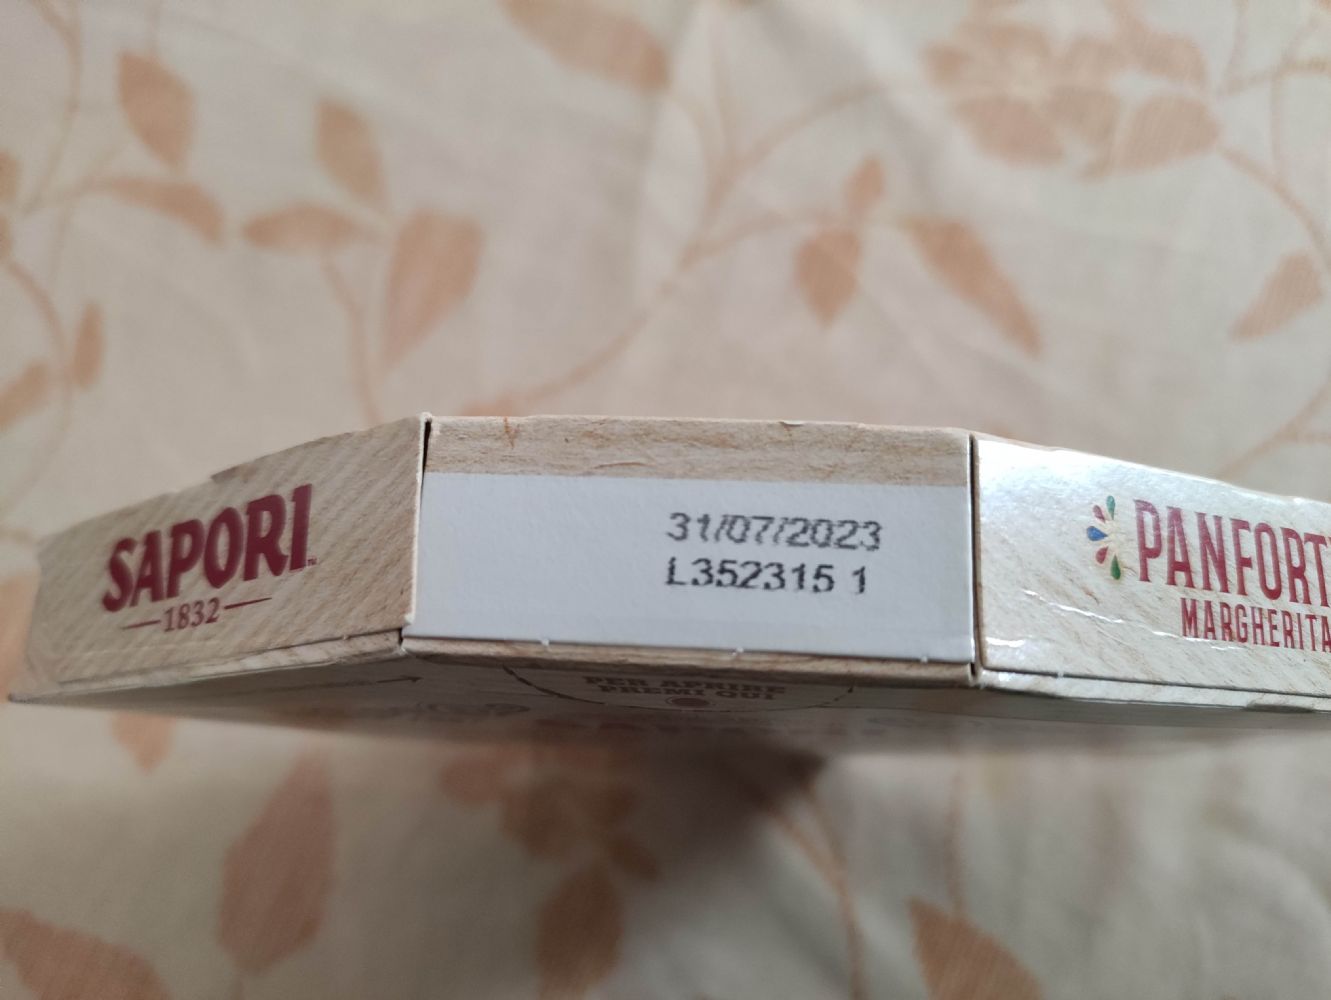 SAPORI
1832
31/07/2023
L352315 1
PANFORT
MARGHERITA
PER APRIRE
PREMI QUI